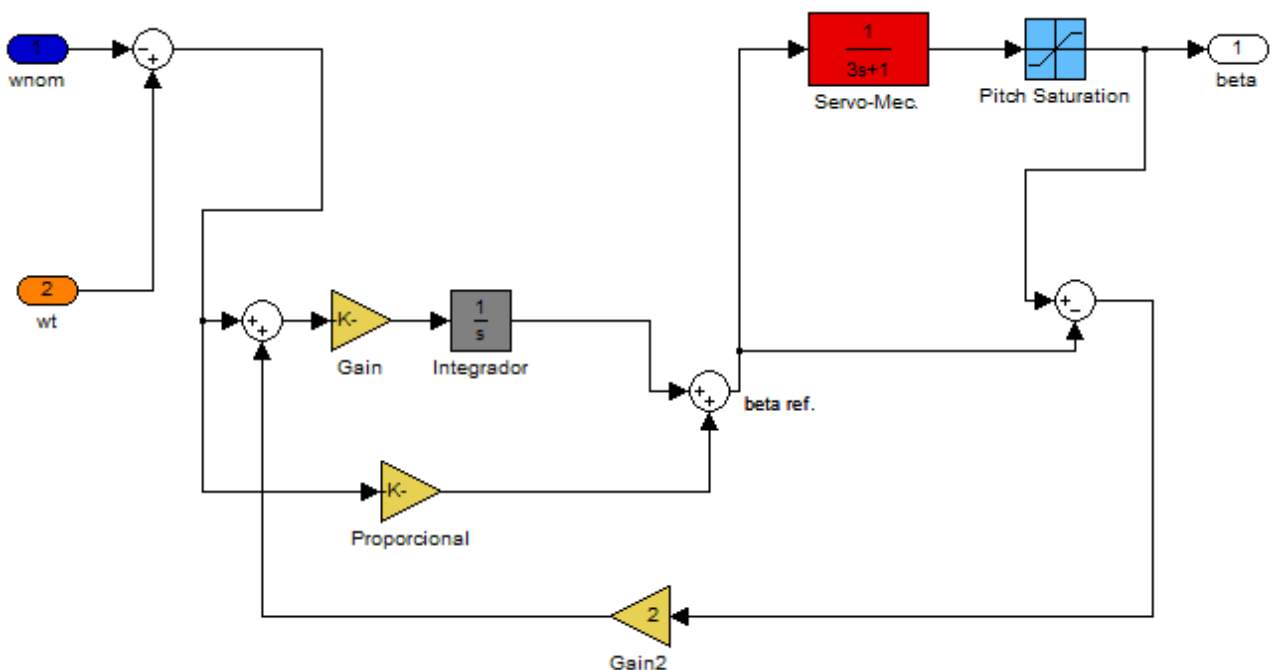 1
wnom
-
+
2
wt
1
3s+1
Servo-Mec.
Pitch Saturation
1
beta
+
+
K-
Gain
1
s
Integrador
+
+
beta ref.
+
-
K-
Proporcional
2
Gain2